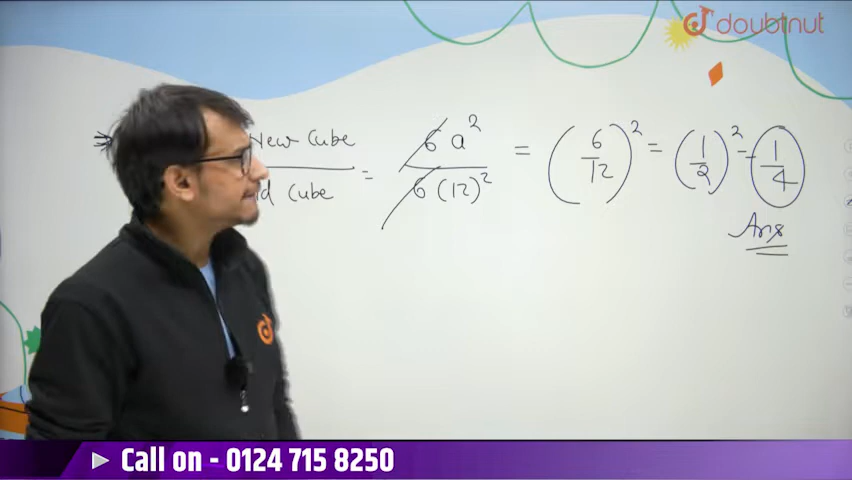 doubtnut
New Cube / Cube = 6 a² / 6 (12)² = (6/12)² = (1/2)² = 1/4
Ans
Call on - 0124 715 8250